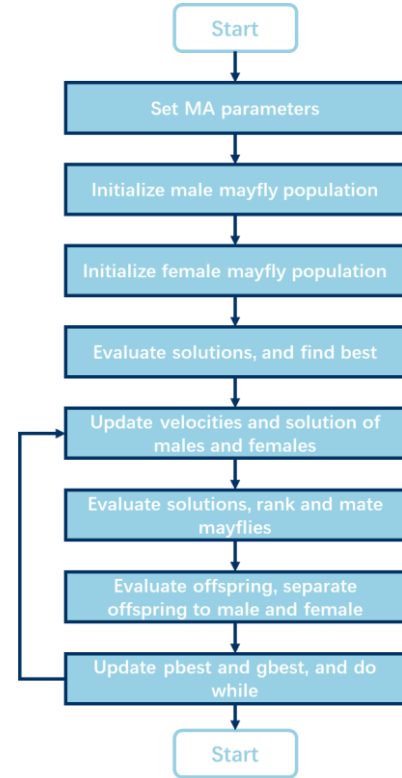 Start
Set MA parameters
Initialize male mayfly population
Initialize female mayfly population
Evaluate solutions, and find best
Update velocities and solution of
males and females
Evaluate solutions, rank and mate
mayflies
Evaluate offspring, separate
offspring to male and female
Update pbest and gbest, and do
while
Start